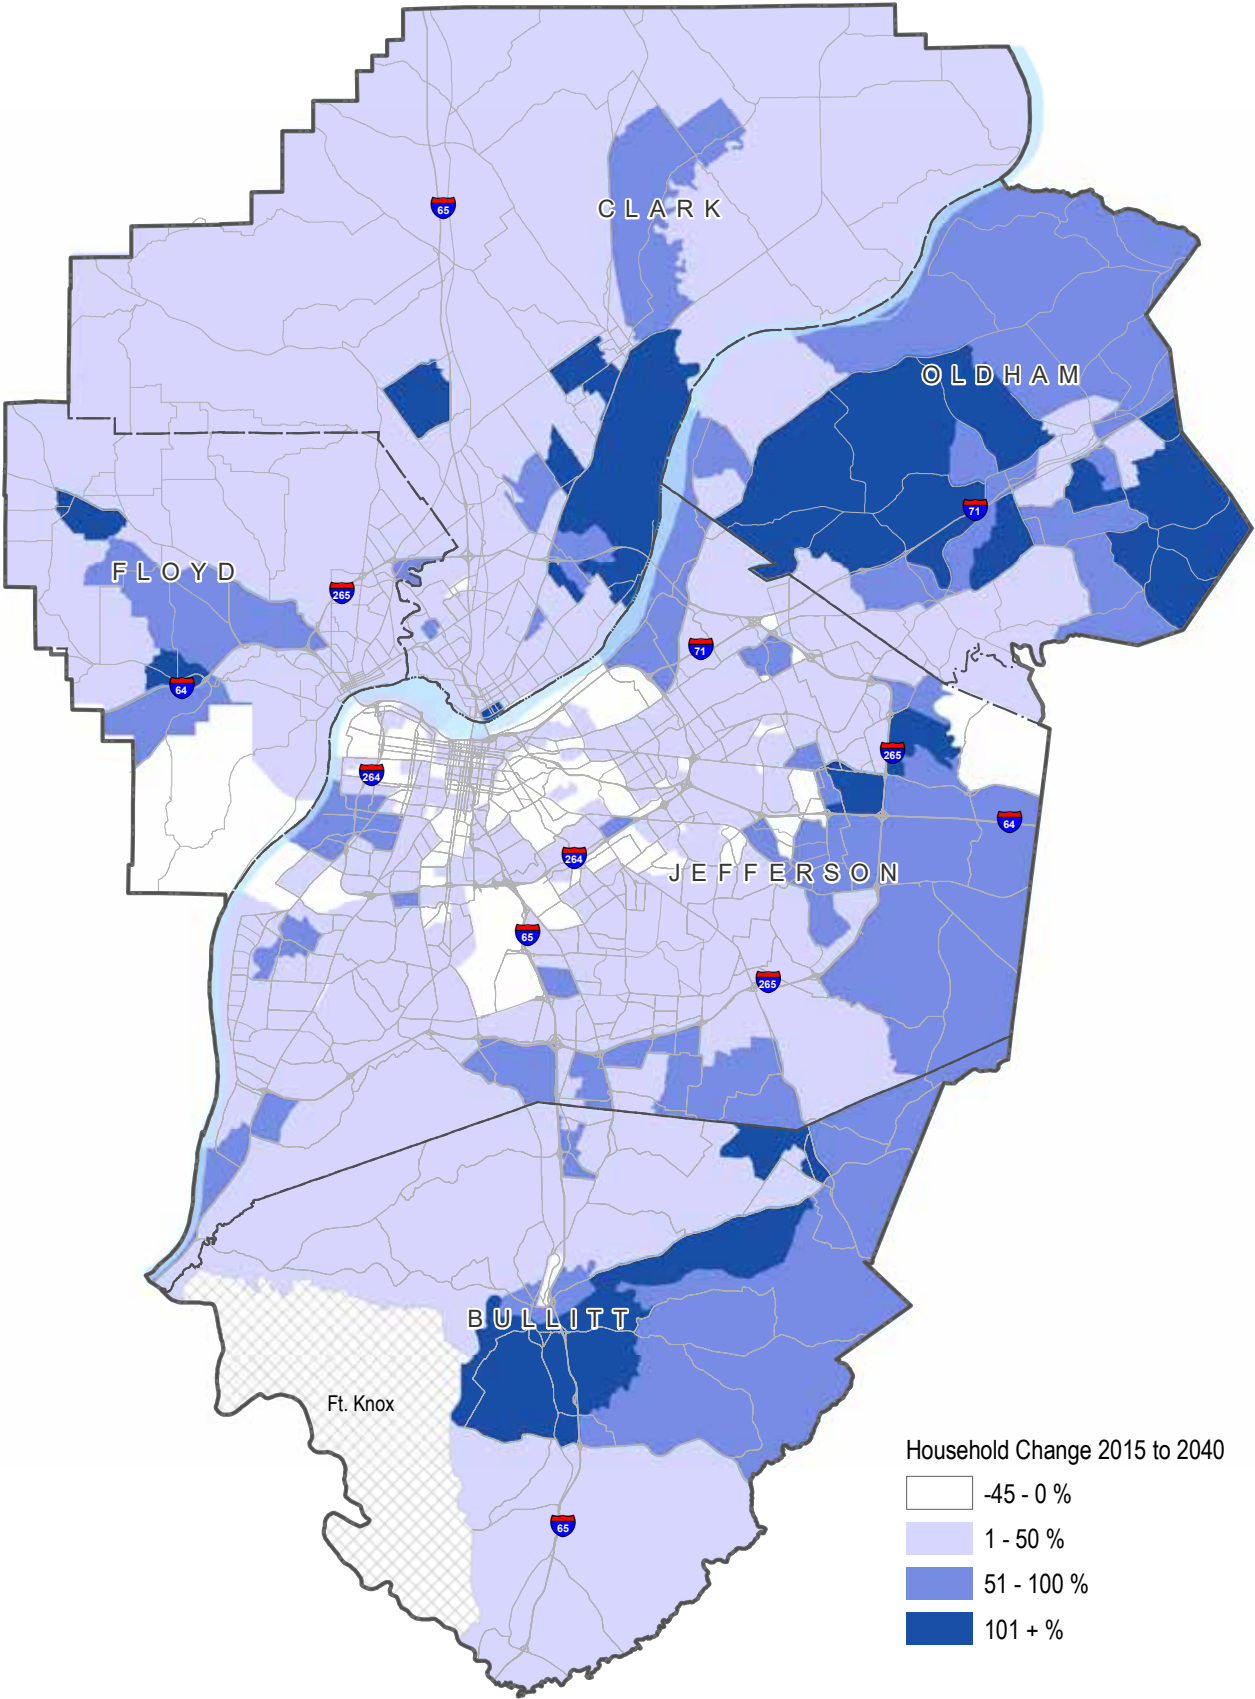 65
CLARK
OLDHAM
71
FLOYD
265
71
64
265
264
64
264
JEFFERSON
65
265
BULLITT
Ft. Knox
65
Household Change 2015 to 2040
-45 - 0 %
1 - 50 %
51 - 100 %
101 + %